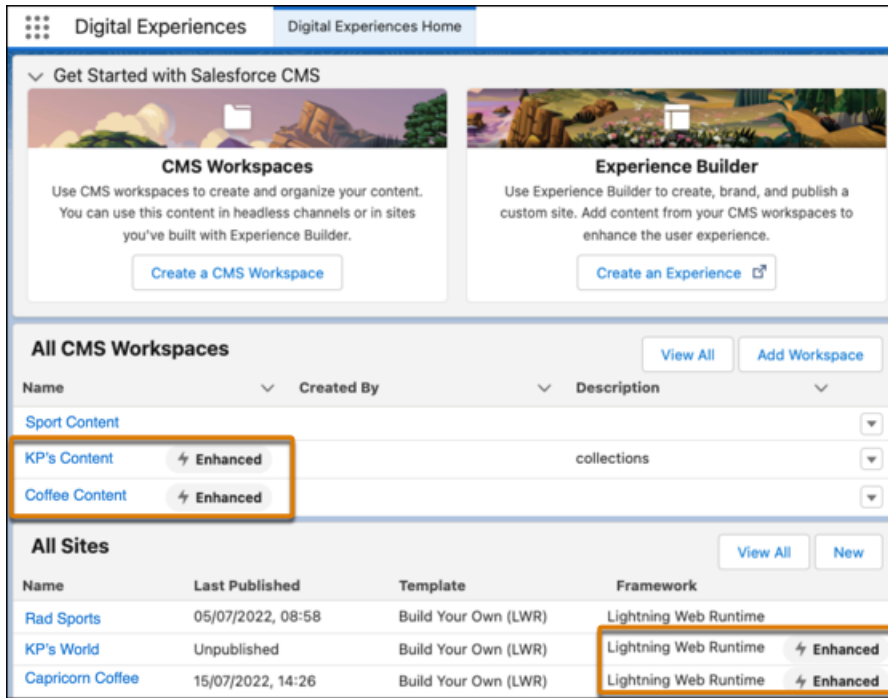 Digital Experiences
Digital Experiences Home
Get Started with Salesforce CMS
CMS Workspaces
Use CMS workspaces to create and organize your content.
You can use this content in headless channels or in sites
you've built with Experience Builder.
Create a CMS Workspace
Experience Builder
Use Experience Builder to create, brand, and publish a
custom site. Add content from your CMS workspaces to
enhance the user experience.
Create an Experience
All CMS Workspaces
View All Add Workspace
Name Created By Description
Sport Content
KP's Content Enhanced collections
Coffee Content Enhanced
All Sites
View All New
Name Last Published Template Framework
Rad Sports 05/07/2022, 08:58 Build Your Own (LWR) Lightning Web Runtime
KP's World Unpublished Build Your Own (LWR) Lightning Web Runtime Enhanced
Capricorn Coffee 15/07/2022, 14:26 Build Your Own (LWR) Lightning Web Runtime Enhanced